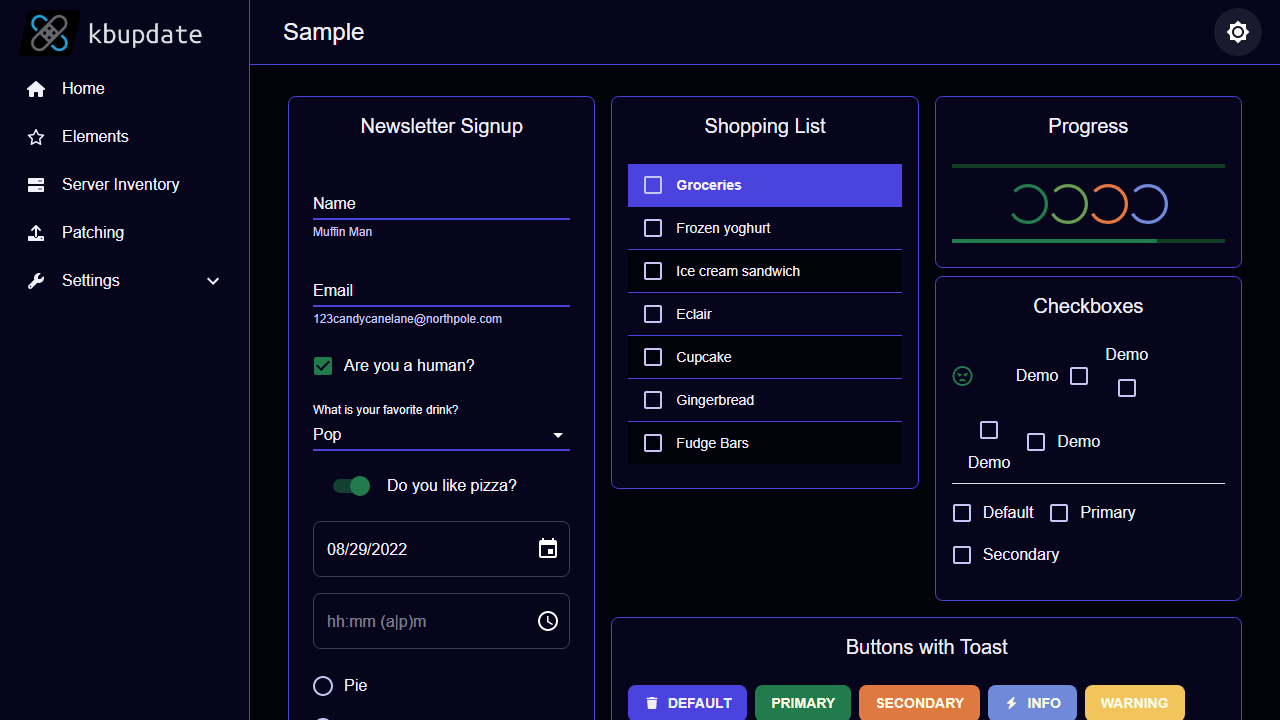 kbupdate
Sample
Home
Elements
Server Inventory
Patching
Settings
Newsletter Signup
Name
Muffin Man
Email
123candycanelane@northpole.com
Are you a human?
What is your favorite drink?
Pop
Do you like pizza?
08/29/2022
hh:mm (a|p)m
Pie
Shopping List
Groceries
Frozen yoghurt
Ice cream sandwich
Eclair
Cupcake
Gingerbread
Fudge Bars
Progress
Checkboxes
Demo
Demo
Demo
Demo
Default
Primary
Secondary
Buttons with Toast
DEFAULT
PRIMARY
SECONDARY
INFO
WARNING